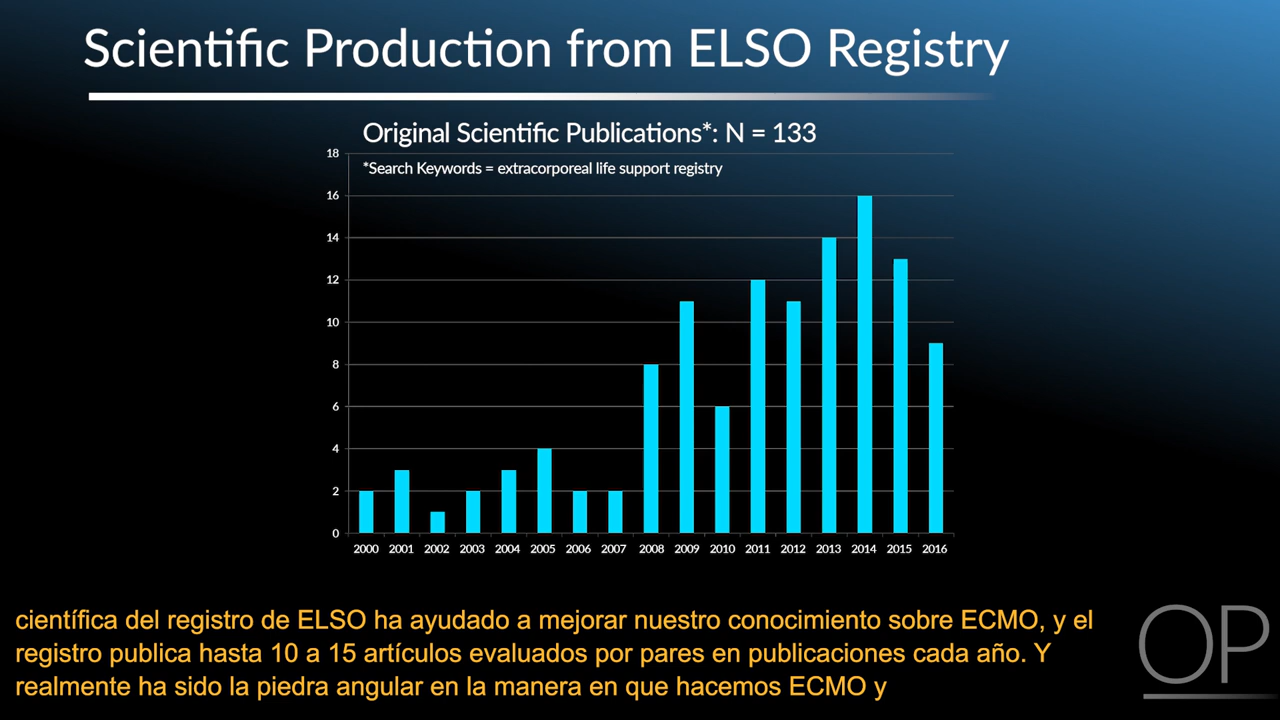 Scientific Production from ELSO Registry
Original Scientific Publications*: N = 133
*Search Keywords = extracorporeal life support registry
18
16
14
12
10
8
6
4
2
0
2000 2001 2002 2003 2004 2005 2006 2007 2008 2009 2010 2011 2012 2013 2014 2015 2016
científica del registro de ELSO ha ayudado a mejorar nuestro conocimiento sobre ECMO, y el
registro publica hasta 10 a 15 artículos evaluados por pares en publicaciones cada año. Y
realmente ha sido la piedra angular en la manera en que hacemos ECMO y
OP